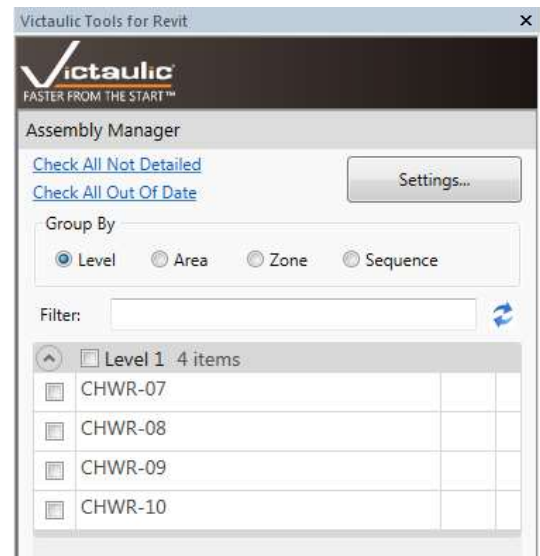 Victaulic Tools for Revit
Victaulic
FASTER FROM THE START™
Assembly Manager
Check All Not Detailed
Settings...
Check All Out Of Date
Group By
Level Area Zone Sequence
Filter:
Level 1 4 items
CHWR-07
CHWR-08
CHWR-09
CHWR-10